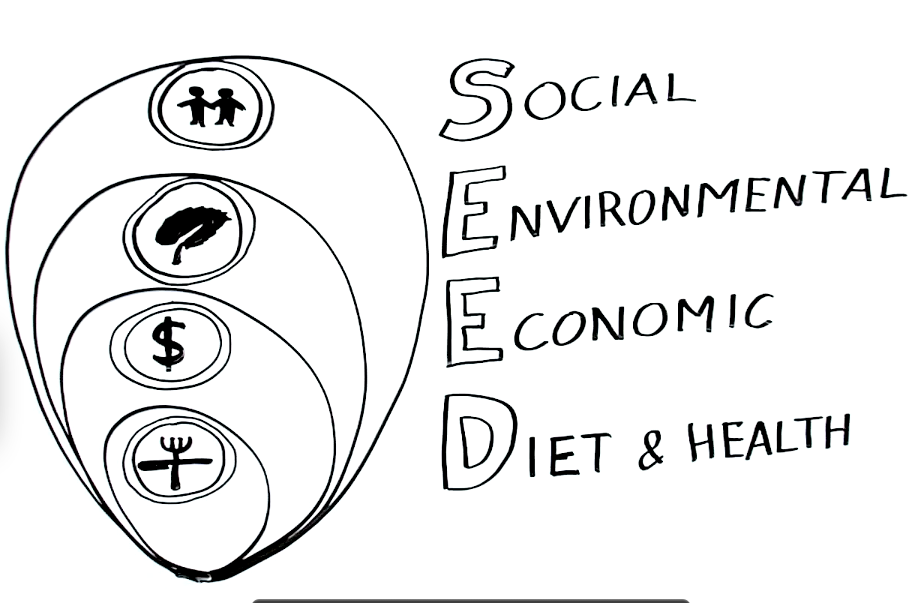 SOCIAL
ENVIRONMENTAL
$
ECONOMIC
DIET & HEALTH